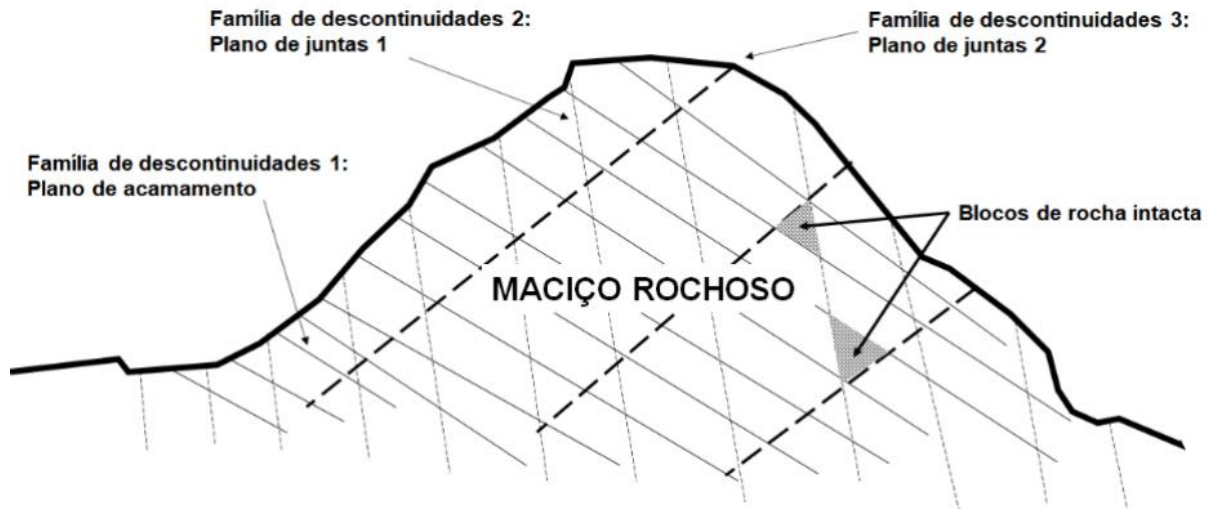 Família de descontinuidades 2:
Plano de juntas 1
Família de descontinuidades 3:
Plano de juntas 2
Família de descontinuidades 1:
Plano de acamamento
Blocos de rocha intacta
MACIÇO ROCHOSO